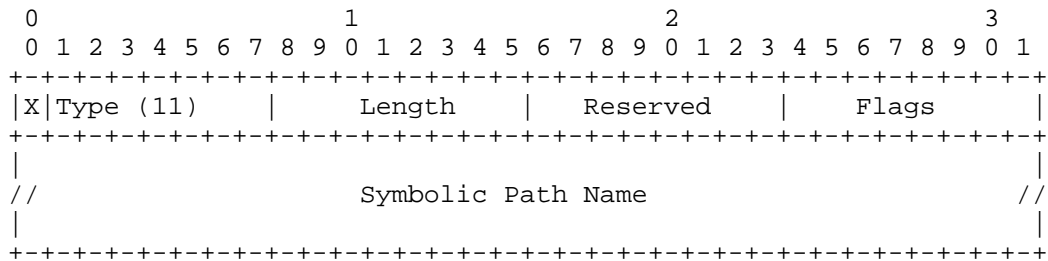 0                   1                   2                   3
 0 1 2 3 4 5 6 7 8 9 0 1 2 3 4 5 6 7 8 9 0 1 2 3 4 5 6 7 8 9 0 1
+-+-+-+-+-+-+-+-+-+-+-+-+-+-+-+-+-+-+-+-+-+-+-+-+-+-+-+-+-+-+-+-+
|X|Type (11)    |     Length    |   Reserved    |    Flags      |
+-+-+-+-+-+-+-+-+-+-+-+-+-+-+-+-+-+-+-+-+-+-+-+-+-+-+-+-+-+-+-+-+
|                                                               |
//                     Symbolic Path Name                      //
|                                                               |
+-+-+-+-+-+-+-+-+-+-+-+-+-+-+-+-+-+-+-+-+-+-+-+-+-+-+-+-+-+-+-+-+